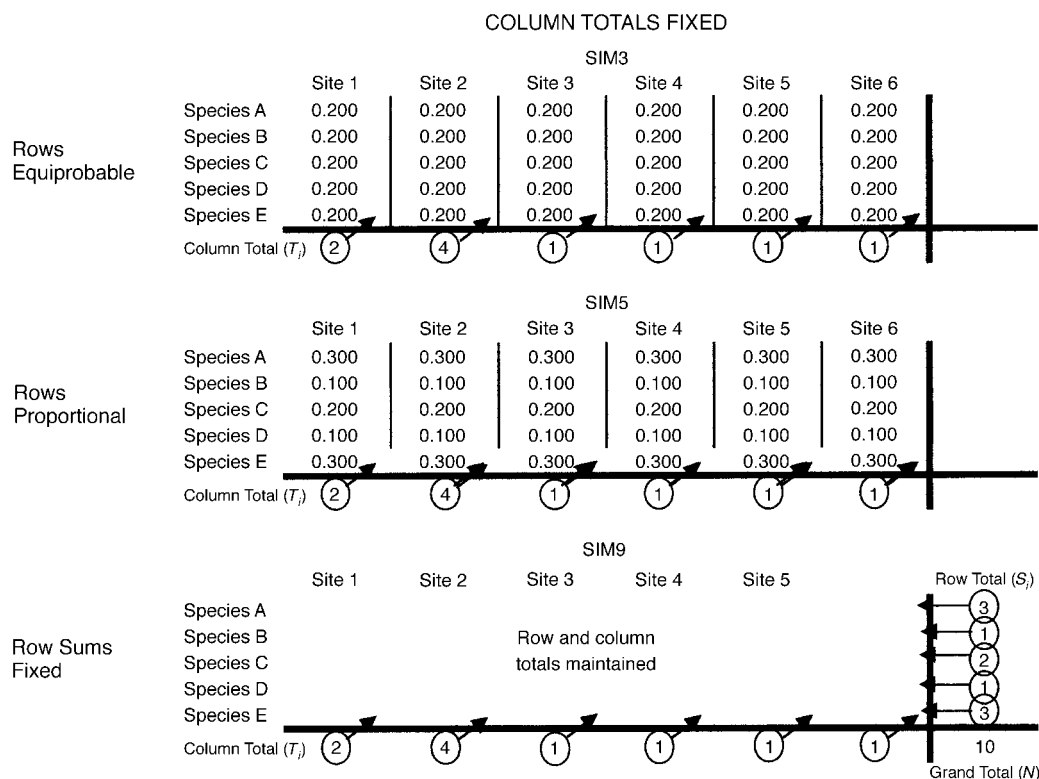 COLUMN TOTALS FIXED
SIM3
Site 1 Site 2 Site 3 Site 4 Site 5 Site 6
Species A 0.200 0.200 0.200 0.200 0.200 0.200
Species B 0.200 0.200 0.200 0.200 0.200 0.200
Rows
Equiprobable
Species C 0.200 0.200 0.200 0.200 0.200 0.200
Species D 0.200 0.200 0.200 0.200 0.200 0.200
Species E 0.200 0.200 0.200 0.200 0.200 0.200
Column Total (Ti) 2 4 1 1 1 1
SIM5
Site 1 Site 2 Site 3 Site 4 Site 5 Site 6
Species A 0.300 0.300 0.300 0.300 0.300 0.300
Species B 0.100 0.100 0.100 0.100 0.100 0.100
Rows
Proportional
Species C 0.200 0.200 0.200 0.200 0.200 0.200
Species D 0.100 0.100 0.100 0.100 0.100 0.100
Species E 0.300 0.300 0.300 0.300 0.300 0.300
Column Total (Ti) 2 4 1 1 1 1
SIM9
Site 1 Site 2 Site 3 Site 4 Site 5 Row Total (Si)
Species A 3
Species B Row and column 1
Row Sums
Fixed
Species C totals maintained 2
Species D 1
Species E 3
Column Total (Ti) 2 4 1 1 1 1 10
Grand Total (N)